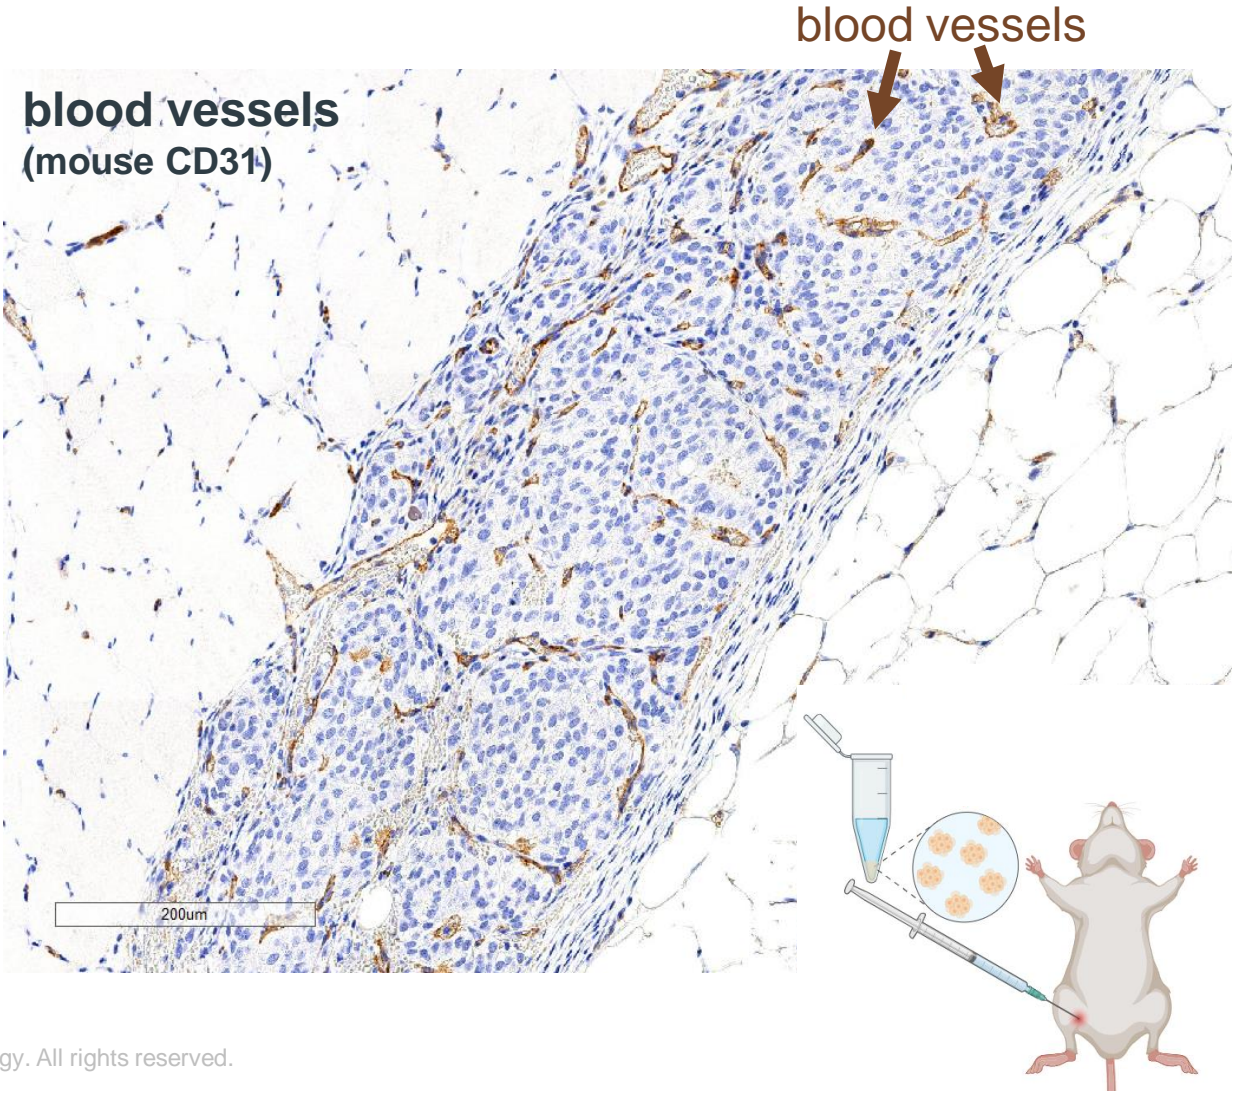 blood vessels
blood vessels
(mouse CD31)
200um
gy. All rights reserved.